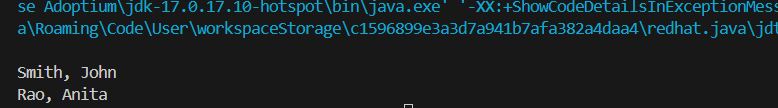 se Adoptium\jdk-17.0.17.10-hotspot\bin\java.exe' '-XX:+ShowCodeDetailsInExceptionMess
a\Roaming\Code\User\workspaceStorage\c1596899e3a3d7a941b7afa382a4daa4\redhat.java\jdt
Smith, John
Rao, Anita